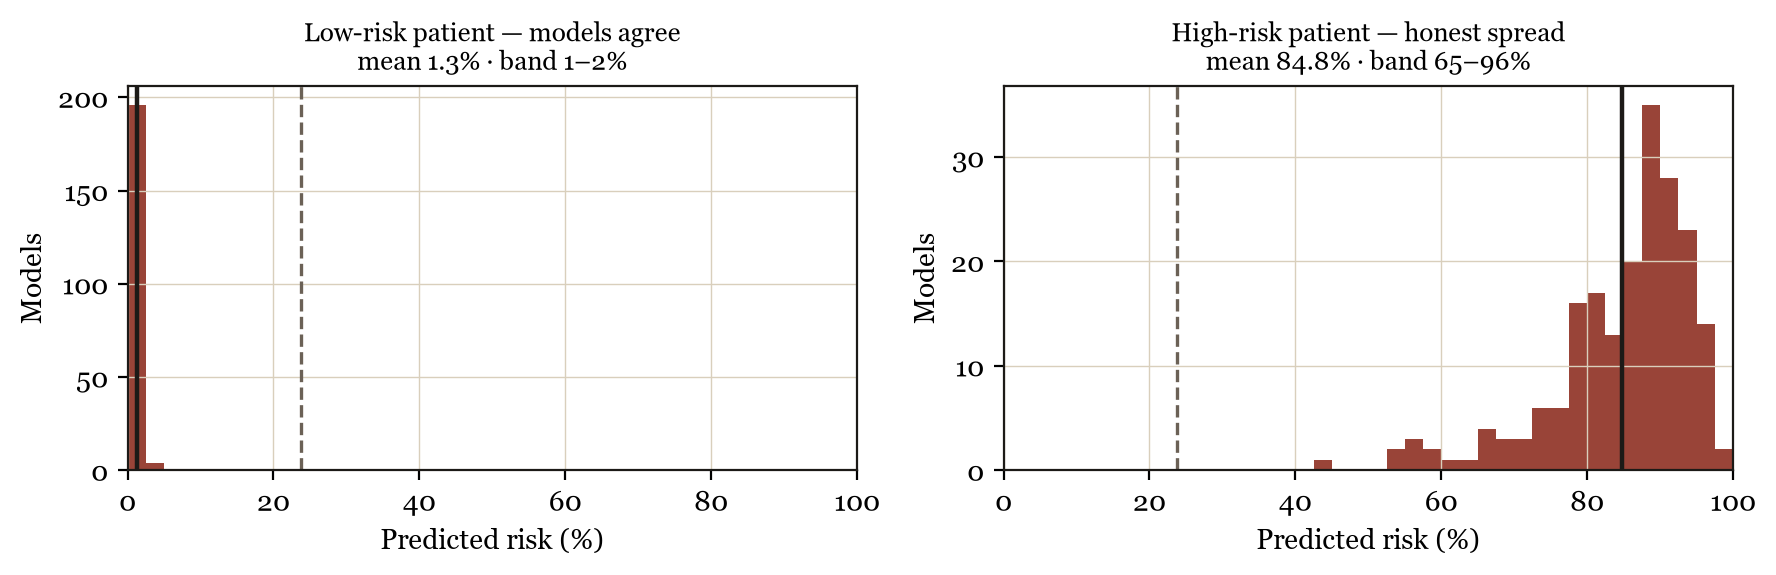 Low-risk patient — models agree
mean 1.3% · band 1–2%
Models
200
150
100
50
0
0 20 40 60 80 100
Predicted risk (%)
High-risk patient — honest spread
mean 84.8% · band 65–96%
Models
30
20
10
0
0 20 40 60 80 100
Predicted risk (%)